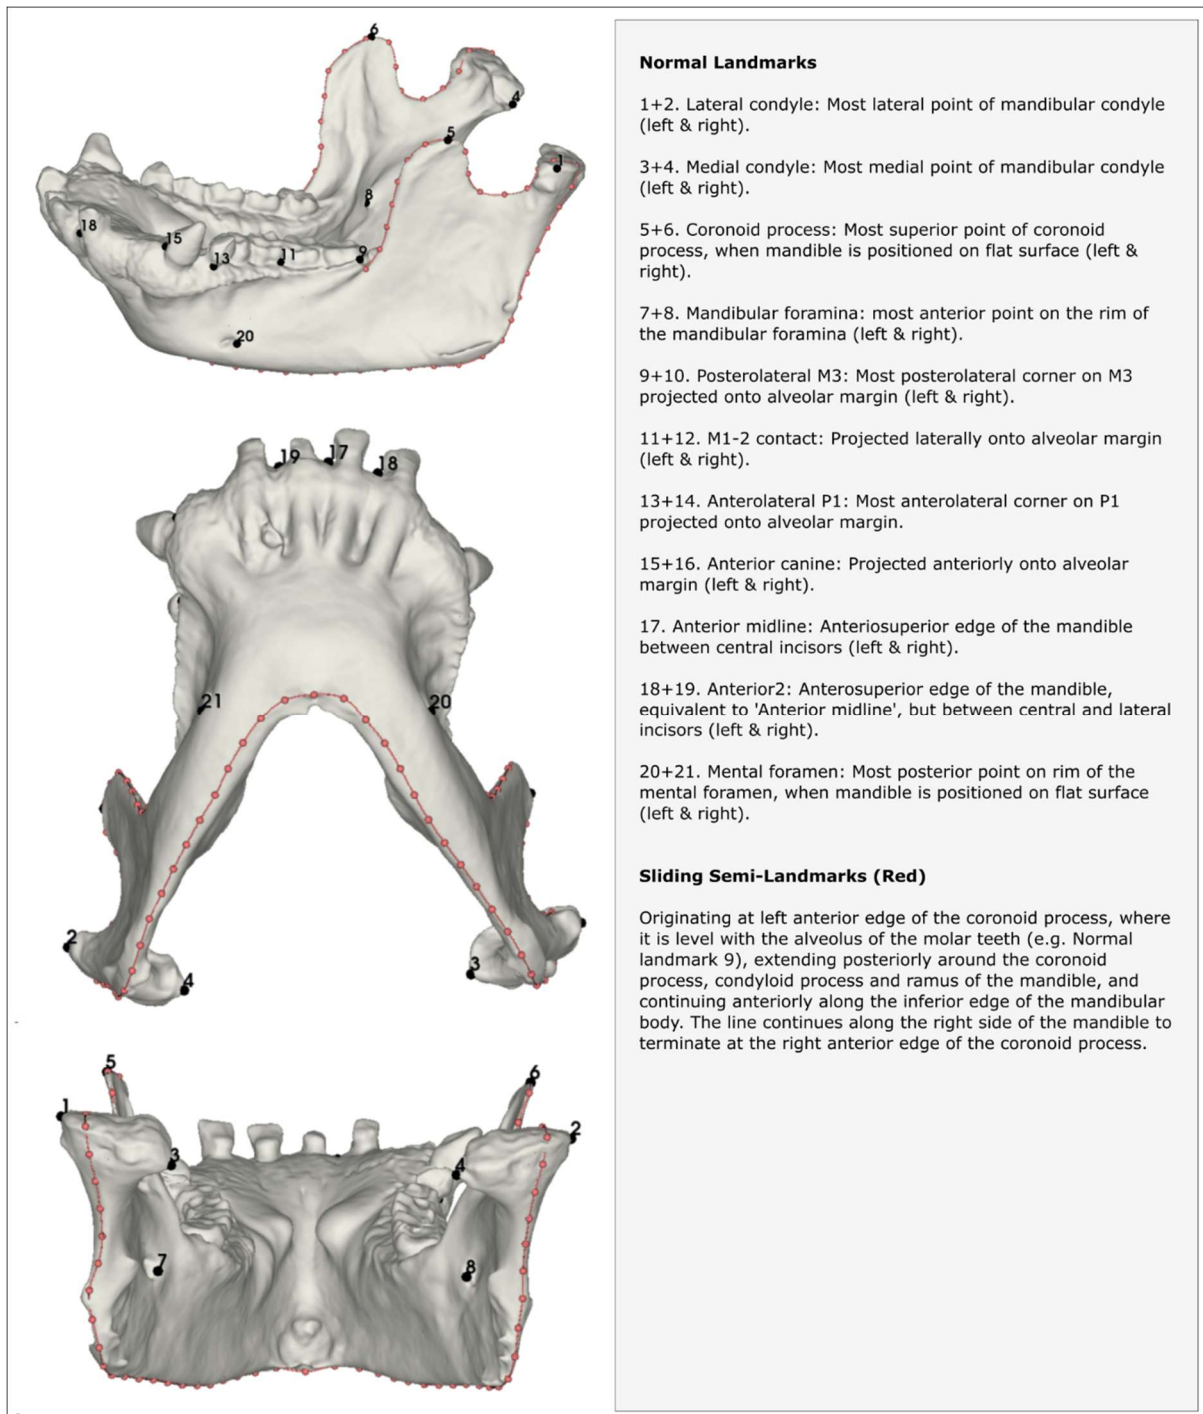 6
4
5
1
8
18
15
13
11
9
20
19
17
18
21
20
2
4
3
5
6
1
2
3
4
7
8
Normal Landmarks
1+2. Lateral condyle: Most lateral point of mandibular condyle
(left & right).
3+4. Medial condyle: Most medial point of mandibular condyle
(left & right).
5+6. Coronoid process: Most superior point of coronoid
process, when mandible is positioned on flat surface (left &
right).
7+8. Mandibular foramina: most anterior point on the rim of
the mandibular foramina (left & right).
9+10. Posterolateral M3: Most posterolateral corner on M3
projected onto alveolar margin (left & right).
11+12. M1-2 contact: Projected laterally onto alveolar margin
(left & right).
13+14. Anterolateral P1: Most anterolateral corner on P1
projected onto alveolar margin.
15+16. Anterior canine: Projected anteriorly onto alveolar
margin (left & right).
17. Anterior midline: Anteriosuperior edge of the mandible
between central incisors (left & right).
18+19. Anterior2: Anterosuperior edge of the mandible,
equivalent to 'Anterior midline', but between central and lateral
incisors (left & right).
20+21. Mental foramen: Most posterior point on rim of the
mental foramen, when mandible is positioned on flat surface
(left & right).
Sliding Semi-Landmarks (Red)
Originating at left anterior edge of the coronoid process, where
it is level with the alveolus of the molar teeth (e.g. Normal
landmark 9), extending posteriorly around the coronoid
process, condyloid process and ramus of the mandible, and
continuing anteriorly along the inferior edge of the mandibular
body. The line continues along the right side of the mandible to
terminate at the right anterior edge of the coronoid process.